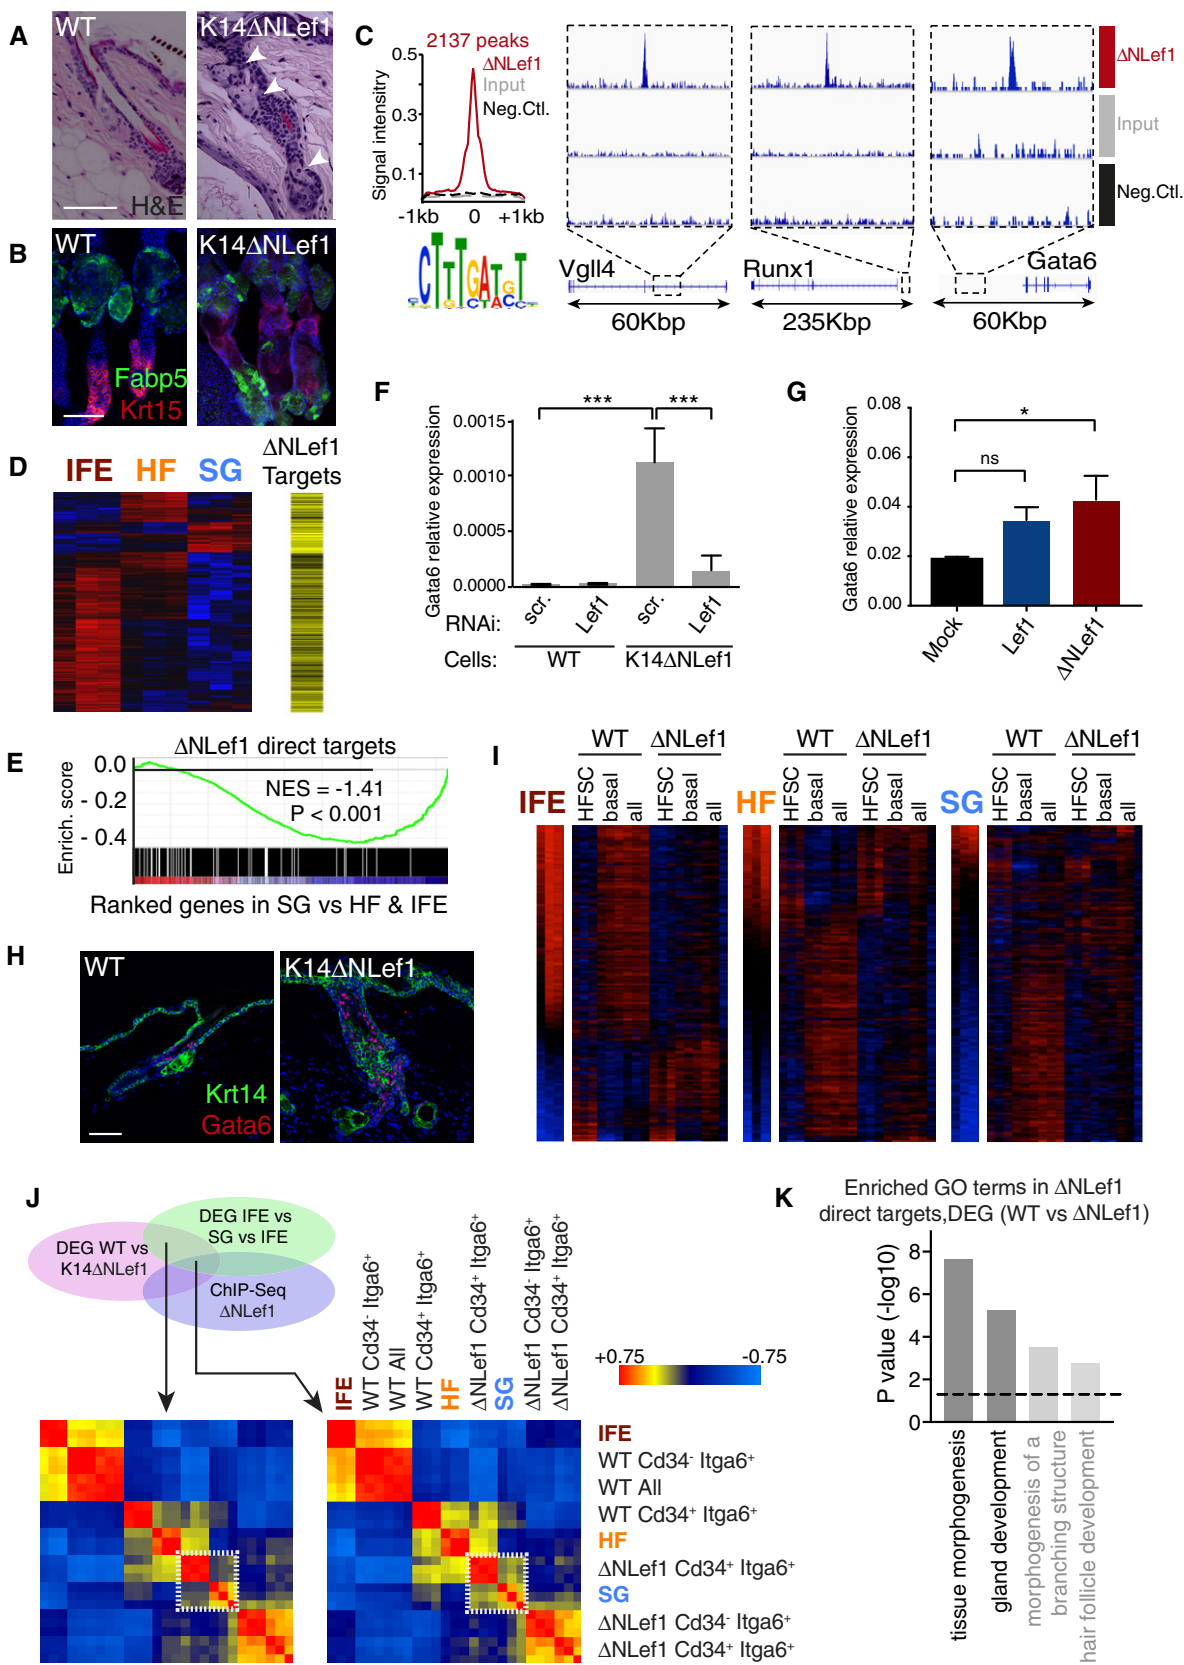 A
WT
K14ΔNLef1
H&E
B
WT
K14ΔNLef1
Fabp5
Krt15
C
2137 peaks
ΔNLef1
Input
Neg.Ctl.
Signal intensitry
0.5
0.3
0.1
-1kb 0 +1kb
CTTTGATGT
ΔNLef1
Input
Neg.Ctl.
Vgll4
60Kbp
Runx1
235Kbp
Gata6
60Kbp
D
IFE HF SG
ΔNLef1
Targets
E
ΔNLef1 direct targets
Enrich. score
0.0
- 0.2
- 0.4
NES = -1.41
P < 0.001
Ranked genes in SG vs HF & IFE
F
Gata6 relative expression
0.0015
0.0010
0.0005
0.0000
*** ***
RNAi: scr. Lef1 scr. Lef1
Cells: WT K14ΔNLef1
G
Gata6 relative expression
0.08
0.06
0.04
0.02
0.00
*
ns
Mock Lef1 ΔNLef1
H
WT
K14ΔNLef1
Krt14
Gata6
I
WT ΔNLef1 WT ΔNLef1 WT ΔNLef1
IFE HFSC basal all HFSC basal all
HF HFSC basal all HFSC basal all
SG HFSC basal all HFSC basal all
J
DEG IFE vs
SG vs IFE
DEG WT vs
K14ΔNLef1
ChIP-Seq
ΔNLef1
IFE
WT Cd34- Itga6+
WT All
WT Cd34+ Itga6+
HF
ΔNLef1 Cd34+ Itga6+
SG
ΔNLef1 Cd34- Itga6+
ΔNLef1 Cd34+ Itga6+
+0.75 -0.75
IFE
WT Cd34- Itga6+
WT All
WT Cd34+ Itga6+
HF
ΔNLef1 Cd34+ Itga6+
SG
ΔNLef1 Cd34- Itga6+
ΔNLef1 Cd34+ Itga6+
K
Enriched GO terms in ΔNLef1
direct targets,DEG (WT vs ΔNLef1)
P value (-log10)
8
6
4
2
0
tissue morphogenesis
gland development
morphogenesis of a
branching structure
hair follicle development